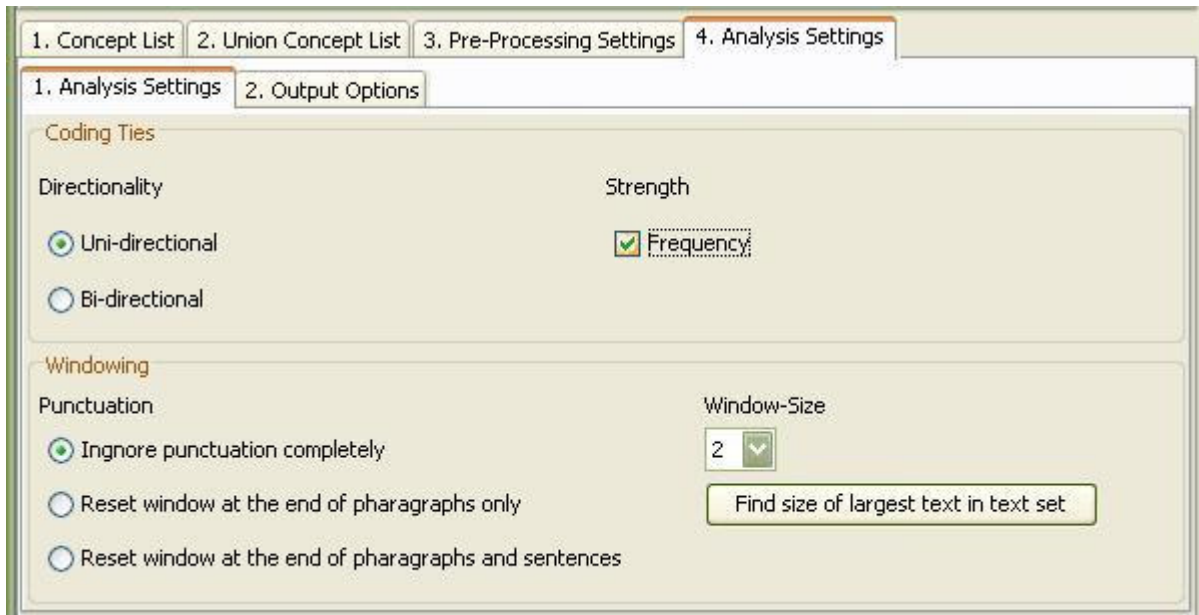 1. Concept List 2. Union Concept List 3. Pre-Processing Settings 4. Analysis Settings
1. Analysis Settings 2. Output Options
Coding Ties
Directionality Strength
Uni-directional Frequency
Bi-directional
Windowing
Punctuation Window-Size
Ingnore punctuation completely 2
Reset window at the end of pharagraphs only Find size of largest text in text set
Reset window at the end of pharagraphs and sentences